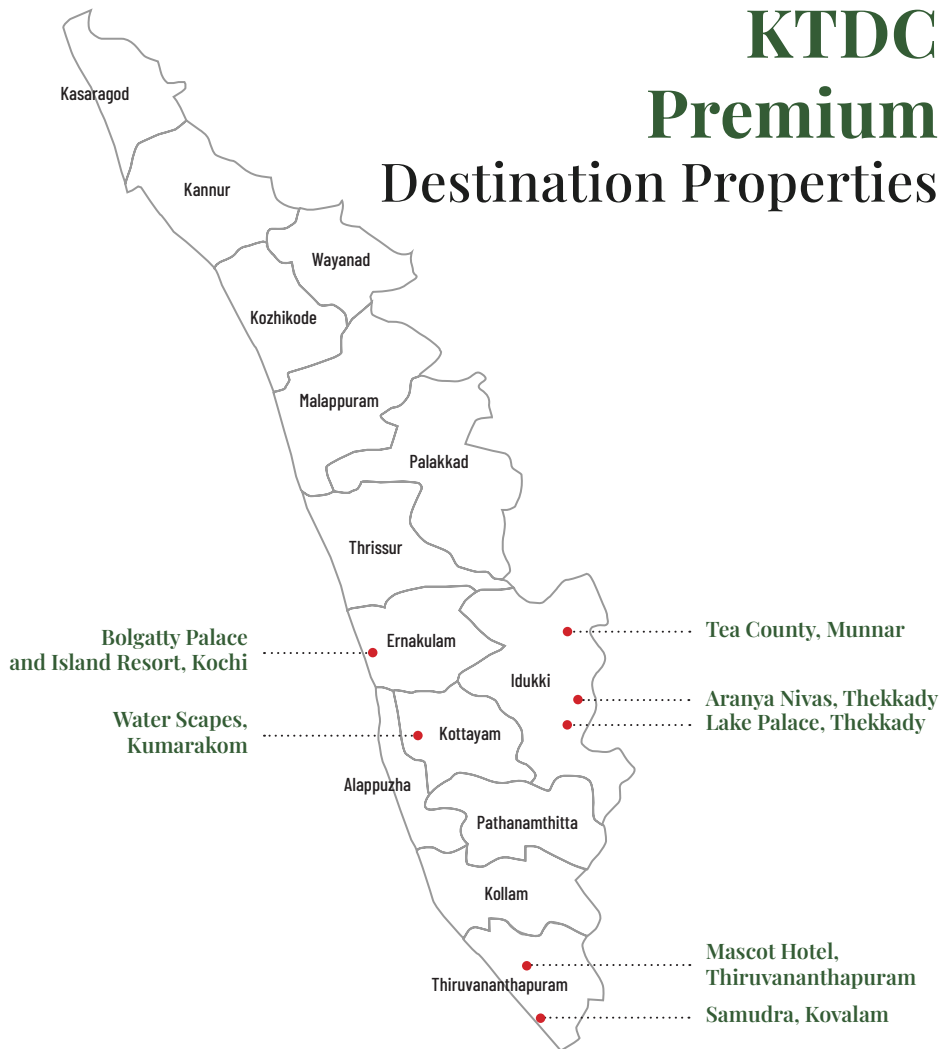 KTDC
Premium
Destination Properties
Kasaragod
Kannur
Wayanad
Kozhikode
Malappuram
Palakkad
Thrissur
Ernakulam
Bolgatty Palace
and Island Resort, Kochi
Tea County, Munnar
Idukki
Aranya Nivas, Thekkady
Lake Palace, Thekkady
Water Scapes,
Kumarakom
Kottayam
Alappuzha
Pathanamthitta
Kollam
Mascot Hotel,
Thiruvananthapuram
Thiruvananthapuram
Samudra, Kovalam